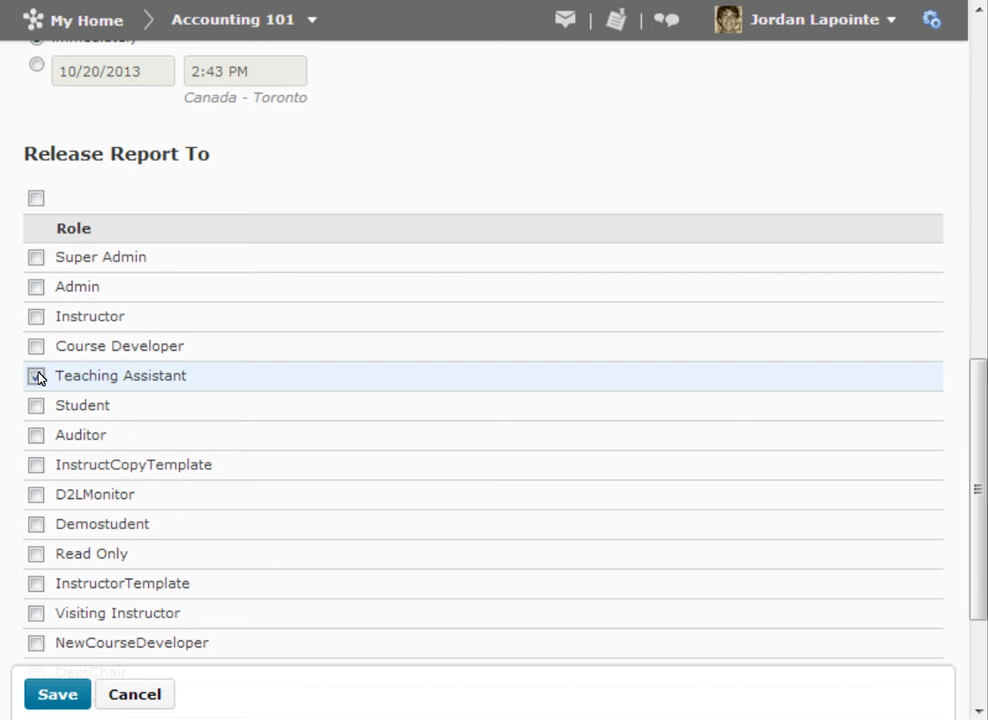 My Home Accounting 101 Jordan Lapointe
Immediately
10/20/2013 2:43 PM
Canada - Toronto
Release Report To
Role
Super Admin
Admin
Instructor
Course Developer
Teaching Assistant
Student
Auditor
InstructCopyTemplate
D2LMonitor
Demostudent
Read Only
InstructorTemplate
Visiting Instructor
NewCourseDeveloper
DeptChair
Save Cancel